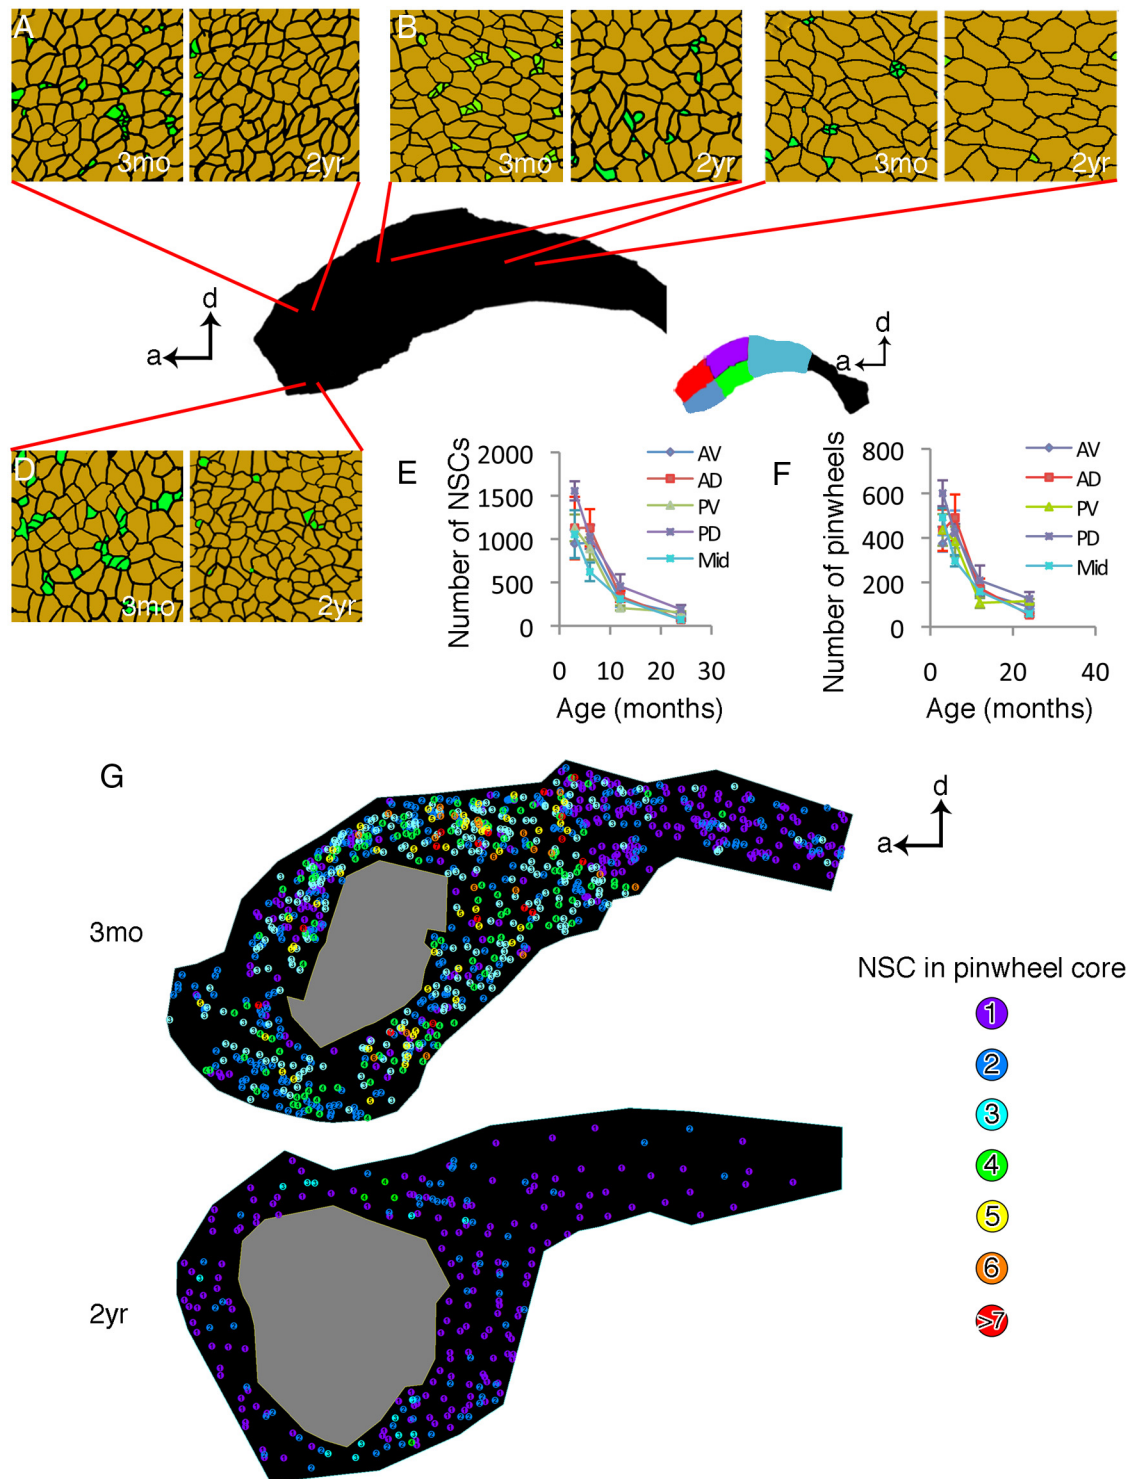 A
3mo
2yr
B
3mo
2yr
3mo
2yr
d
a
d
a
D
3mo
2yr
E
Number of NSCs
2000
1500
1000
500
0
0 10 20 30
Age (months)
AV
AD
PV
PD
Mid
F
Number of pinwheels
800
600
400
200
0
0 20 40
Age (months)
AV
AD
PV
PD
Mid
G
d
a
3mo
2yr
NSC in pinwheel core
1
2
3
4
5
6
>7